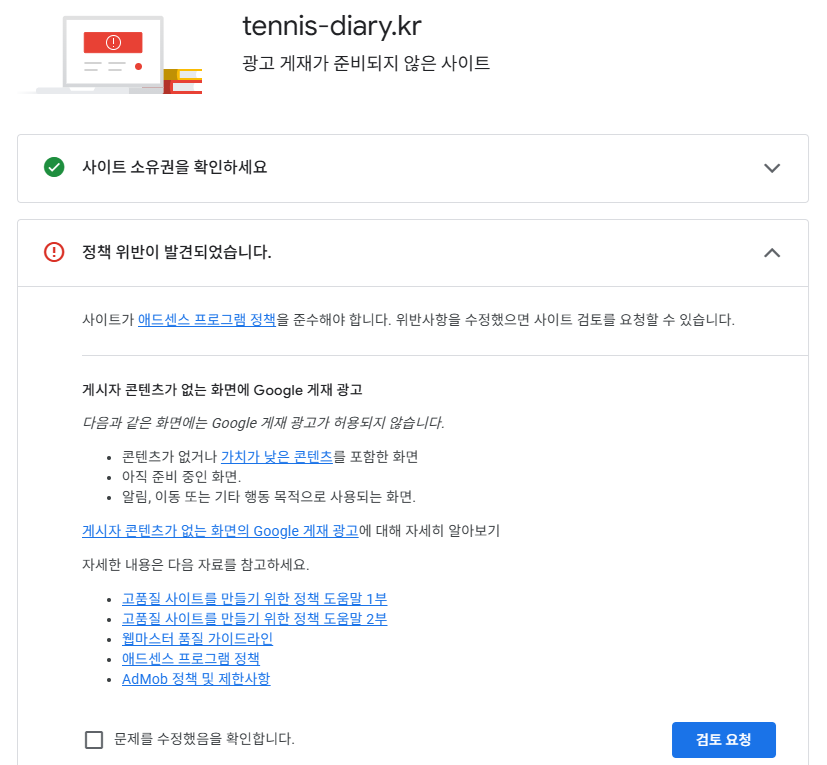 tennis-diary.kr
광고 게재가 준비되지 않은 사이트
사이트 소유권을 확인하세요
정책 위반이 발견되었습니다.
사이트가 애드센스 프로그램 정책을 준수해야 합니다. 위반사항을 수정했으면 사이트 검토를 요청할 수 있습니다.
게시자 콘텐츠가 없는 화면에 Google 게재 광고
다음과 같은 화면에는 Google 게재 광고가 허용되지 않습니다.
콘텐츠가 없거나 가치가 낮은 콘텐츠를 포함한 화면
아직 준비 중인 화면.
알림, 이동 또는 기타 행동 목적으로 사용되는 화면.
게시자 콘텐츠가 없는 화면의 Google 게재 광고에 대해 자세히 알아보기
자세한 내용은 다음 자료를 참고하세요.
고품질 사이트를 만들기 위한 정책 도움말 1부
고품질 사이트를 만들기 위한 정책 도움말 2부
웹마스터 품질 가이드라인
애드센스 프로그램 정책
AdMob 정책 및 제한사항
문제를 수정했음을 확인합니다.
검토 요청